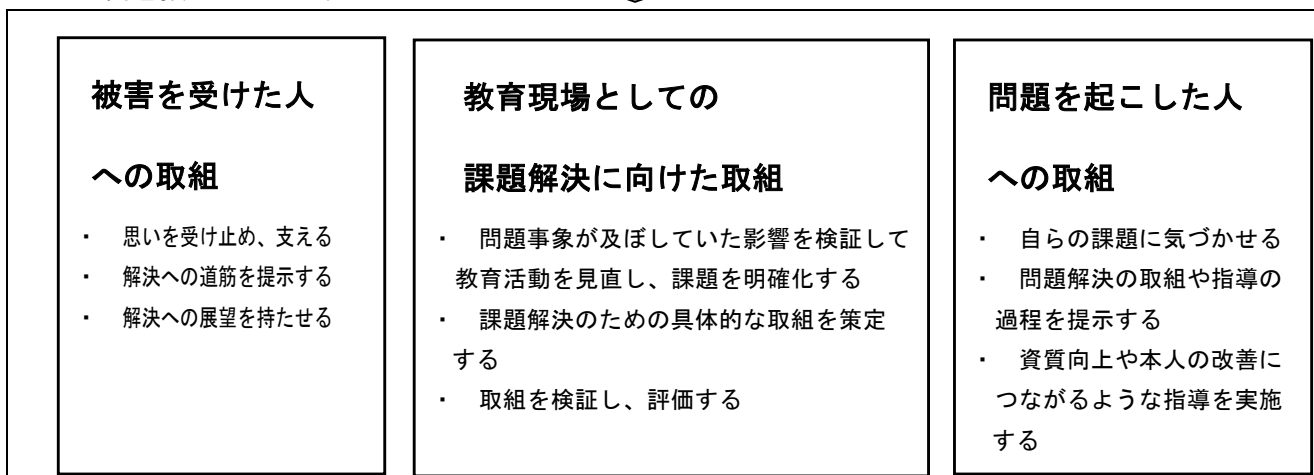 被害を受けた人
への取組
・ 思いを受け止め、支える
・ 解決への道筋を提示する
・ 解決への展望を持たせる
教育現場としての
課題解決に向けた取組
・ 問題事象が及ぼしていた影響を検証して
教育活動を見直し、課題を明確化する
・ 課題解決のための具体的な取組を策定
する
・ 取組を検証し、評価する
問題を起こした人
への取組
・ 自らの課題に気づかせる
・ 問題解決の取組や指導の
過程を提示する
・ 資質向上や本人の改善に
つながるような指導を実施
する